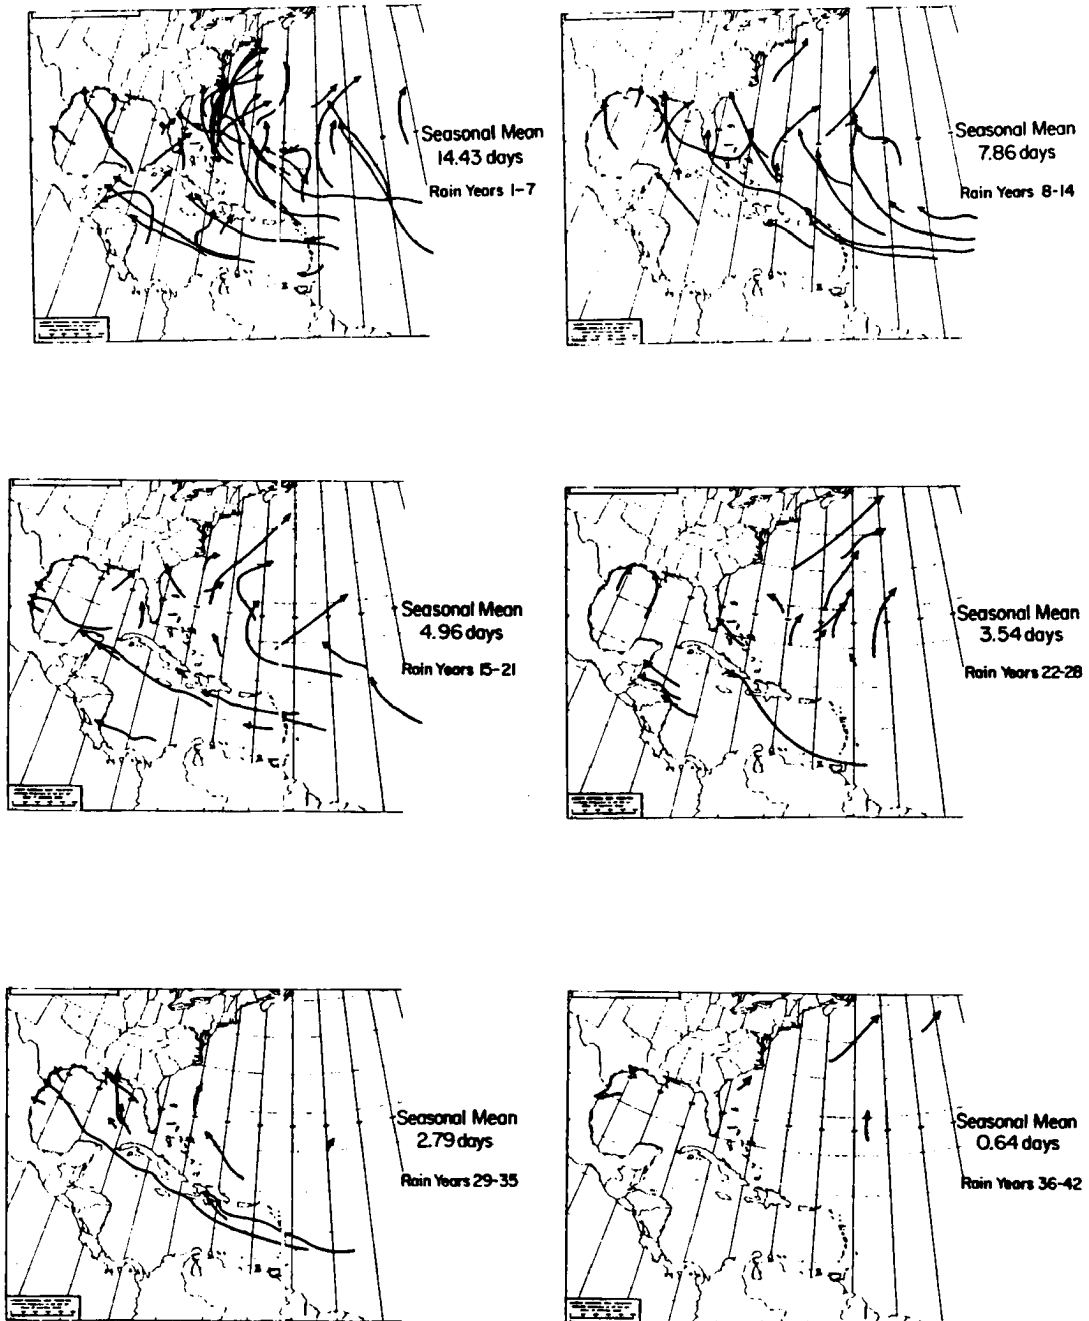 Seasonal Mean
14.43 days
Rain Years 1-7
Seasonal Mean
7.86 days
Rain Years 8-14
Seasonal Mean
4.96 days
Rain Years 15-21
Seasonal Mean
3.54 days
Rain Years 22-28
Seasonal Mean
2.79 days
Rain Years 29-35
Seasonal Mean
0.64 days
Rain Years 36-42